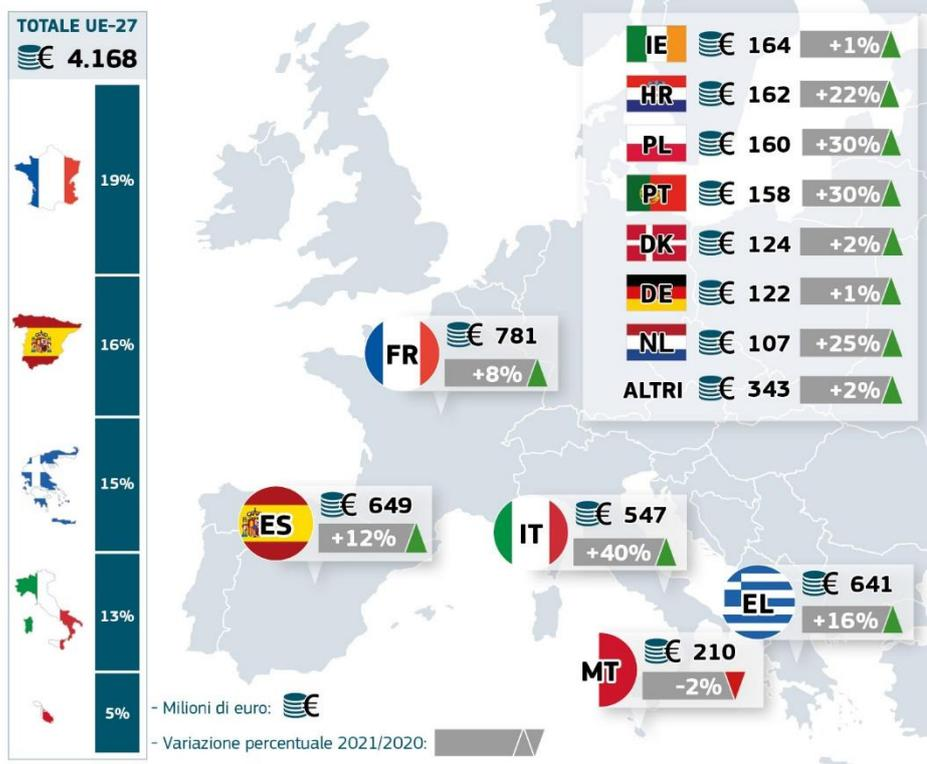 TOTALE UE-27
€ 4.168
19%
16%
15%
13%
5%
IE € 164 +1%
HR € 162 +22%
PL € 160 +30%
PT € 158 +30%
DK € 124 +2%
DE € 122 +1%
NL € 107 +25%
ALTRI € 343 +2%
FR € 781
+8%
ES € 649
+12%
IT € 547
+40%
EL € 641
+16%
MT € 210
-2%
- Milioni di euro: €
- Variazione percentuale 2021/2020: